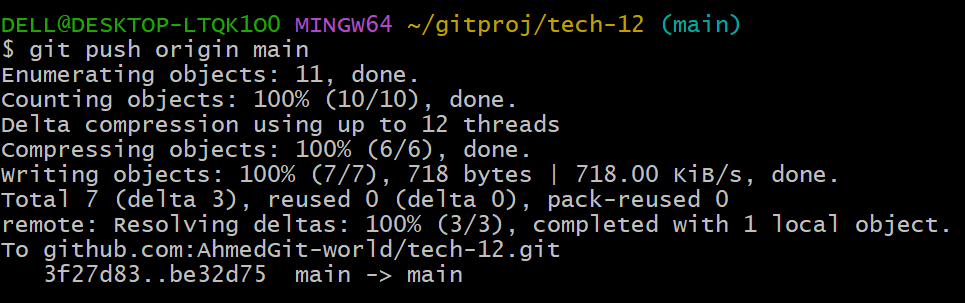 DELL@DESKTOP-LTQK1O0 MINGW64 ~/gitproj/tech-12 (main)
$ git push origin main
Enumerating objects: 11, done.
Counting objects: 100% (10/10), done.
Delta compression using up to 12 threads
Compressing objects: 100% (6/6), done.
Writing objects: 100% (7/7), 718 bytes | 718.00 KiB/s, done.
Total 7 (delta 3), reused 0 (delta 0), pack-reused 0
remote: Resolving deltas: 100% (3/3), completed with 1 local object.
To github.com:AhmedGit-world/tech-12.git
   3f27d83..be32d75  main -> main